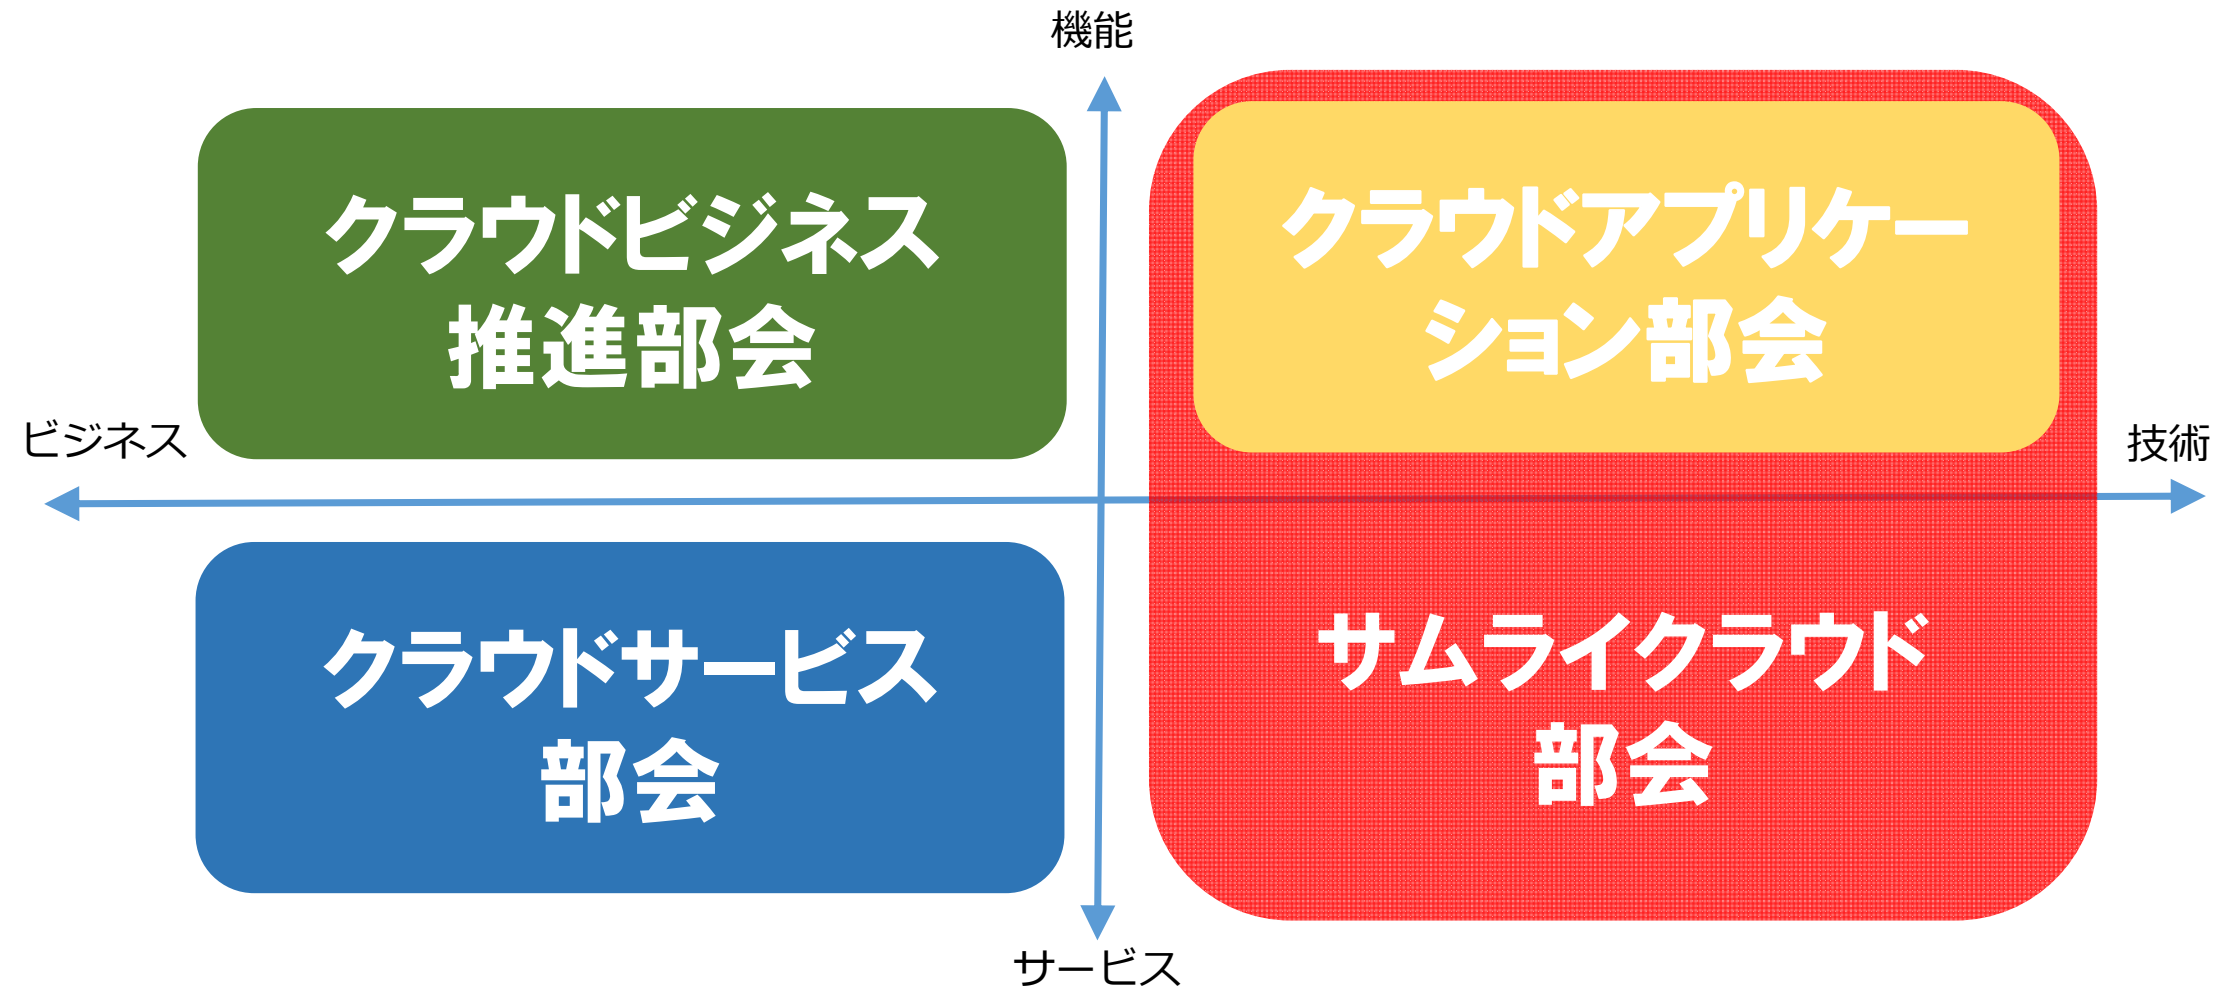 機能
クラウドビジネス
推進部会
クラウドアプリケー
ション部会
ビジネス
技術
クラウドサービス
部会
サムライクラウド
部会
サービス